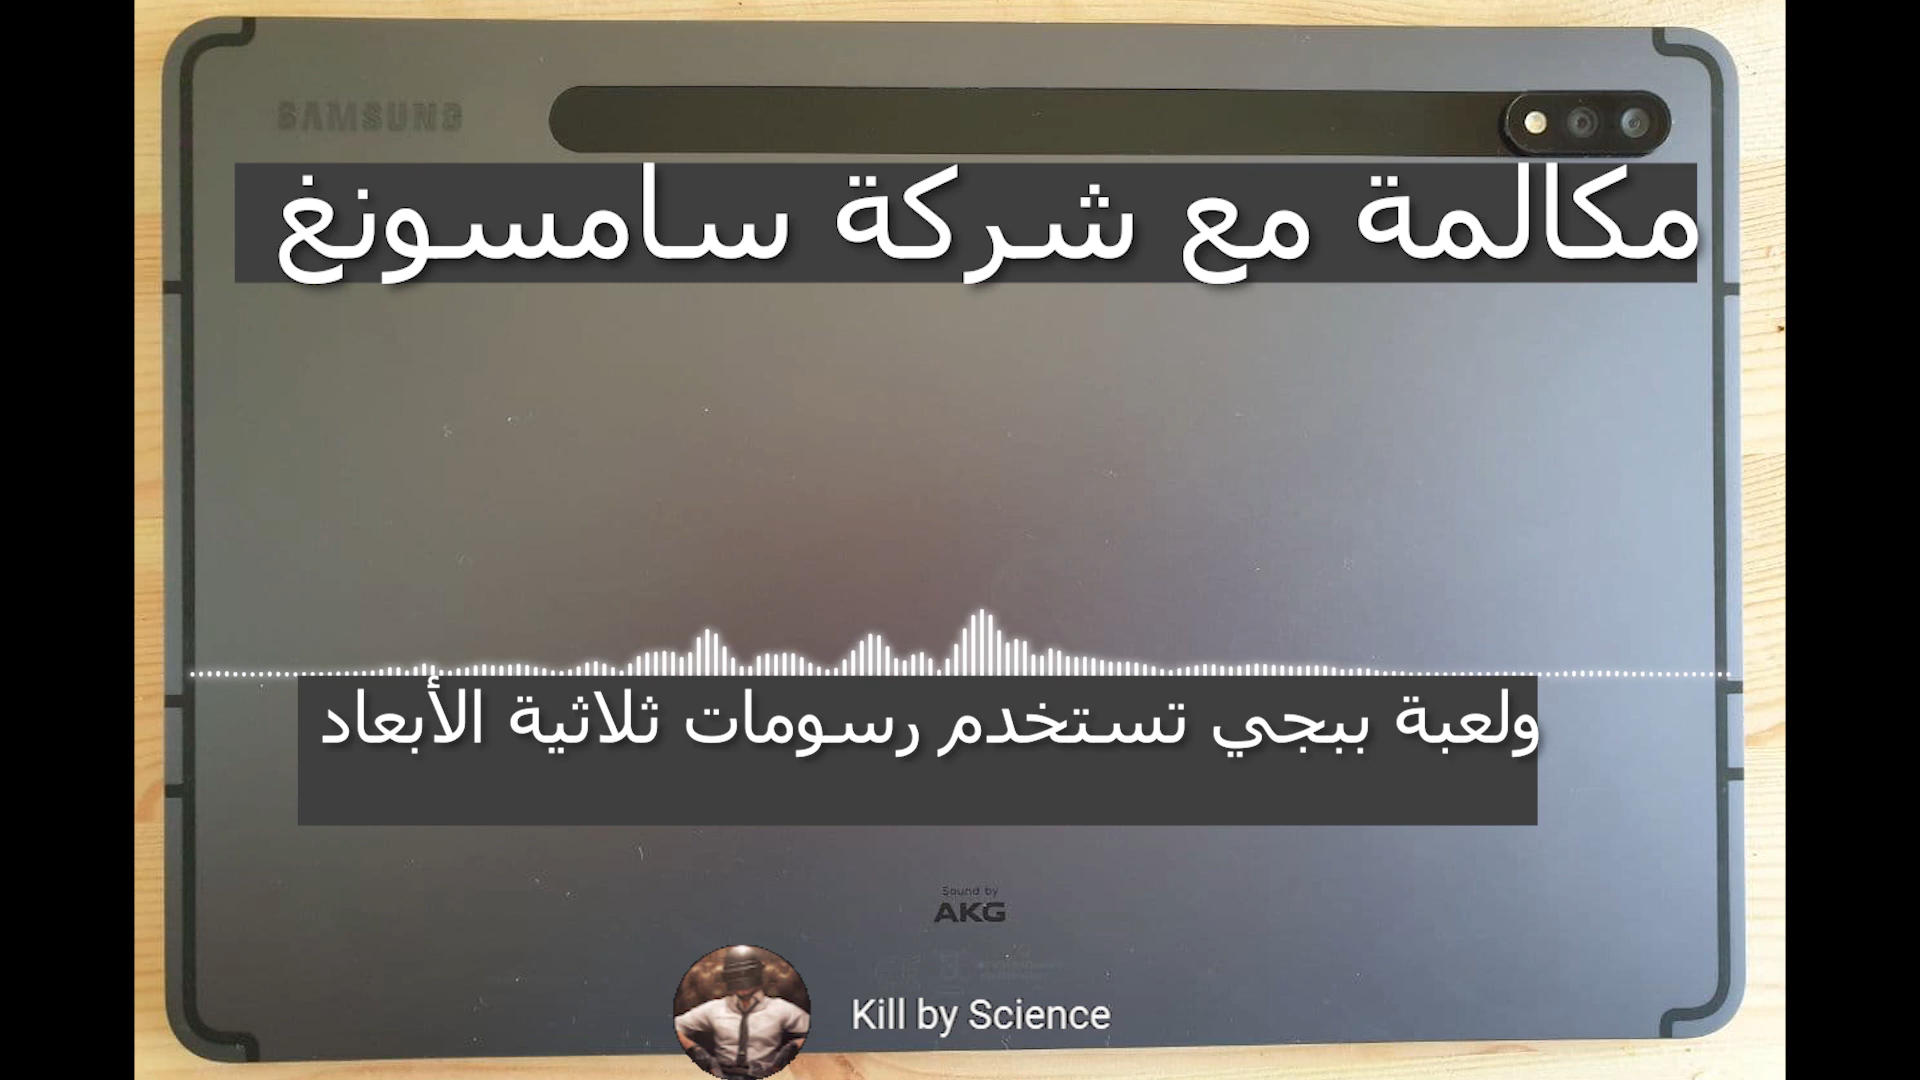 SAMSUNG
مكالمة مع شركة سامسونغ
ولعبة ببجي تستخدم رسومات ثلاثية الأبعاد
Sound by
AKG
Kill by Science